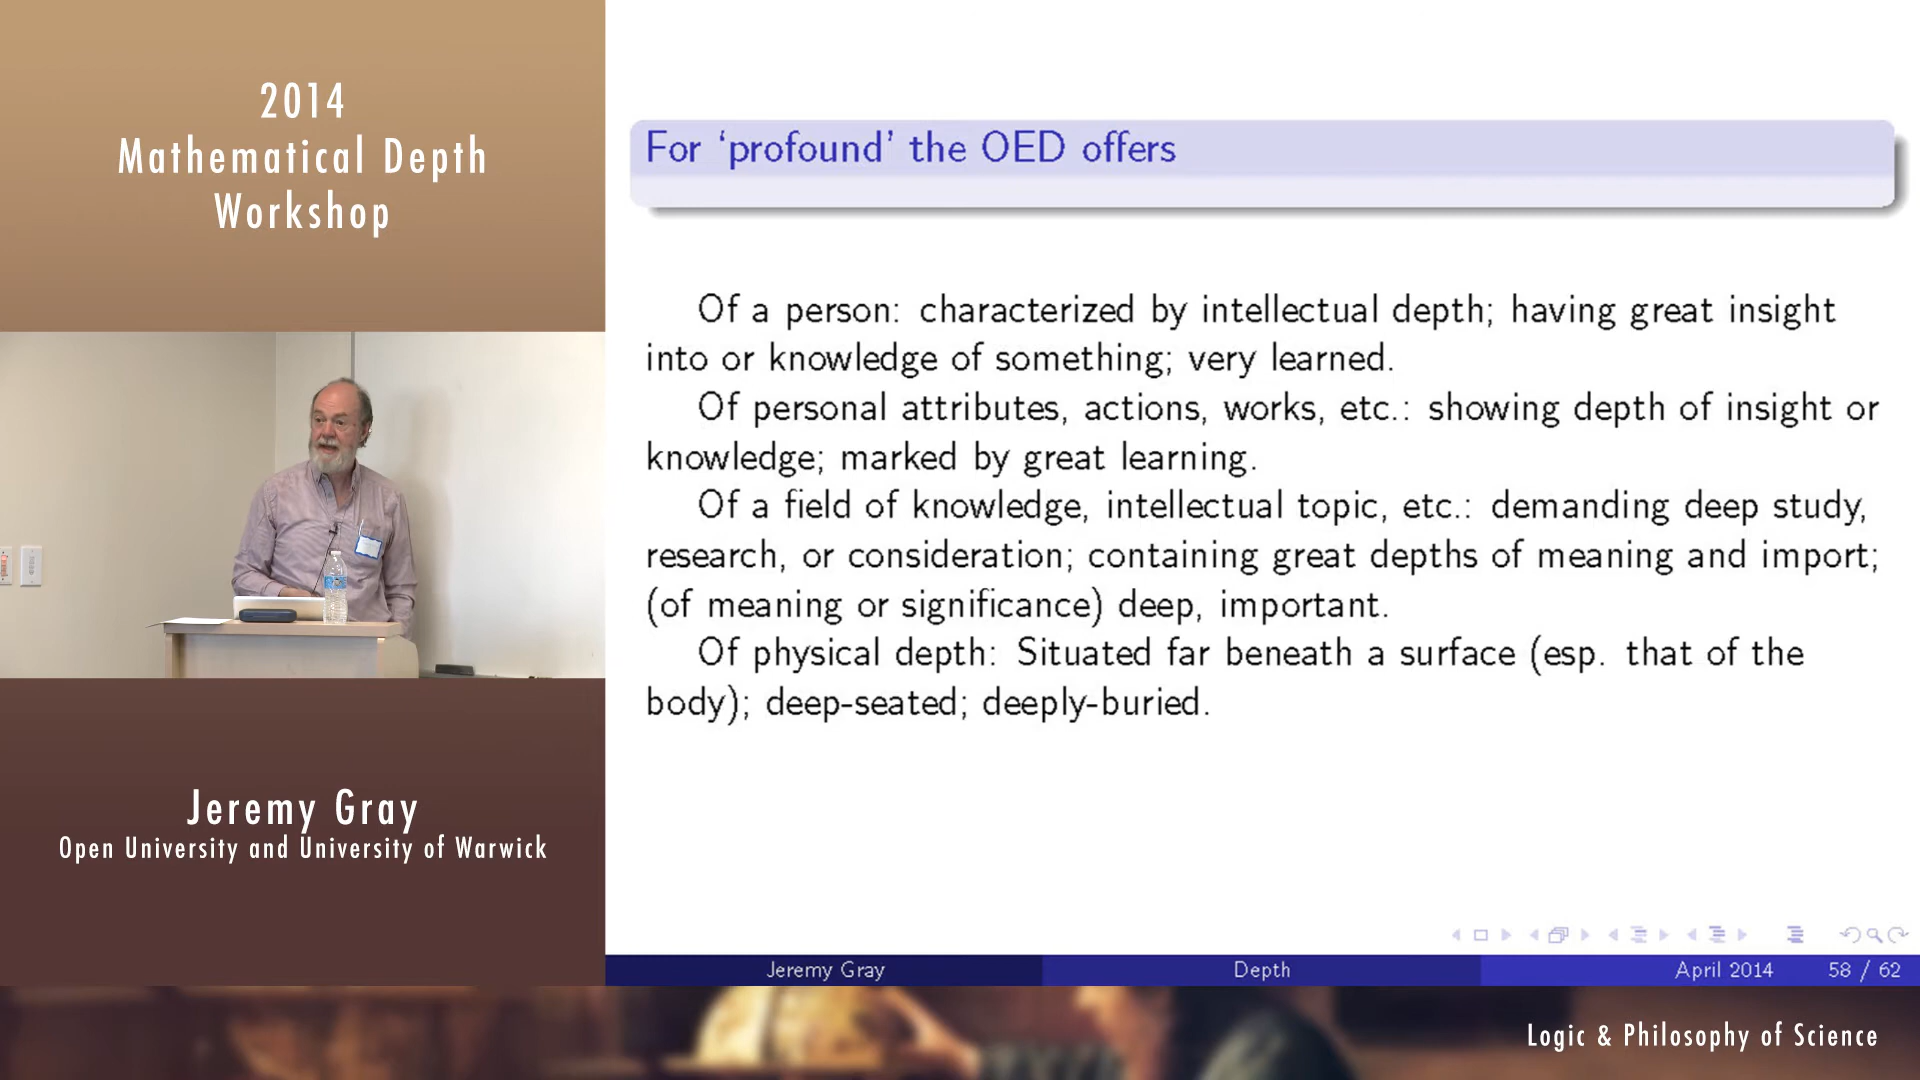 2014
Mathematical Depth
Workshop
Jeremy Gray
Open University and University of Warwick
For ‘profound’ the OED offers
Of a person: characterized by intellectual depth; having great insight
into or knowledge of something; very learned.
Of personal attributes, actions, works, etc.: showing depth of insight or
knowledge; marked by great learning.
Of a field of knowledge, intellectual topic, etc.: demanding deep study,
research, or consideration; containing great depths of meaning and import;
(of meaning or significance) deep, important.
Of physical depth: Situated far beneath a surface (esp. that of the
body); deep-seated; deeply-buried.
Jeremy Gray Depth April 2014 58 / 62
Logic & Philosophy of Science